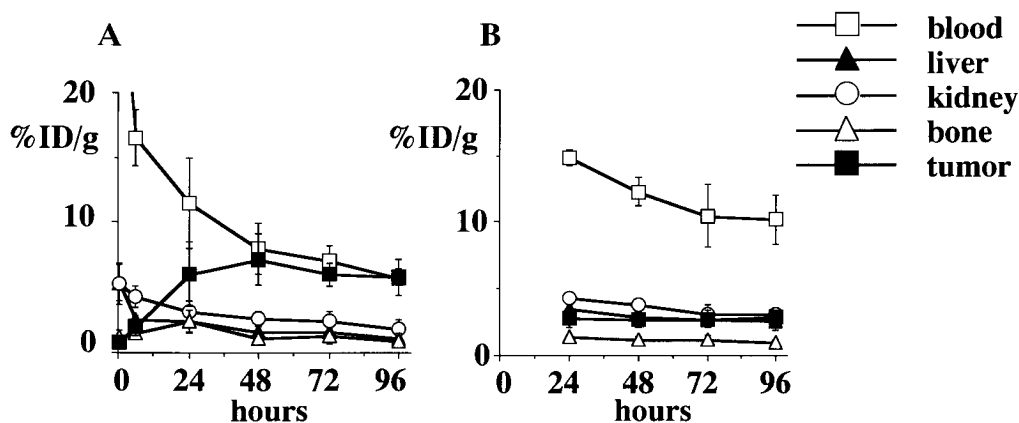 A
20
%ID/g
10
0
0 24 48 72 96
hours
B
20
%ID/g
10
0
0 24 48 72 96
hours
blood
liver
kidney
bone
tumor